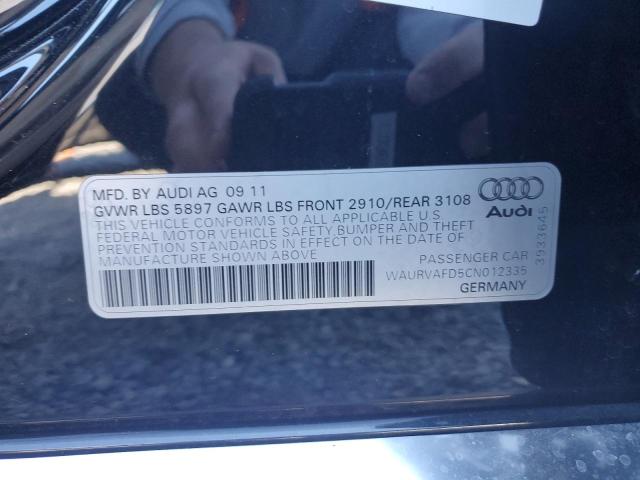 MFD. BY AUDI AG 09 11
GVWR LBS 5897 GAWR LBS FRONT 2910/REAR 3108
THIS VEHICLE CONFORMS TO ALL APPLICABLE U.S
FEDERAL MOTOR VEHICLE SAFETY,BUMPER AND THEFT
PREVENTION STANDARDS IN EFFECT ON THE DATE OF
MANUFACTURE SHOWN ABOVE
Audi
3933645
PASSENGER CAR
WAURVAFD5CN012335
GERMANY